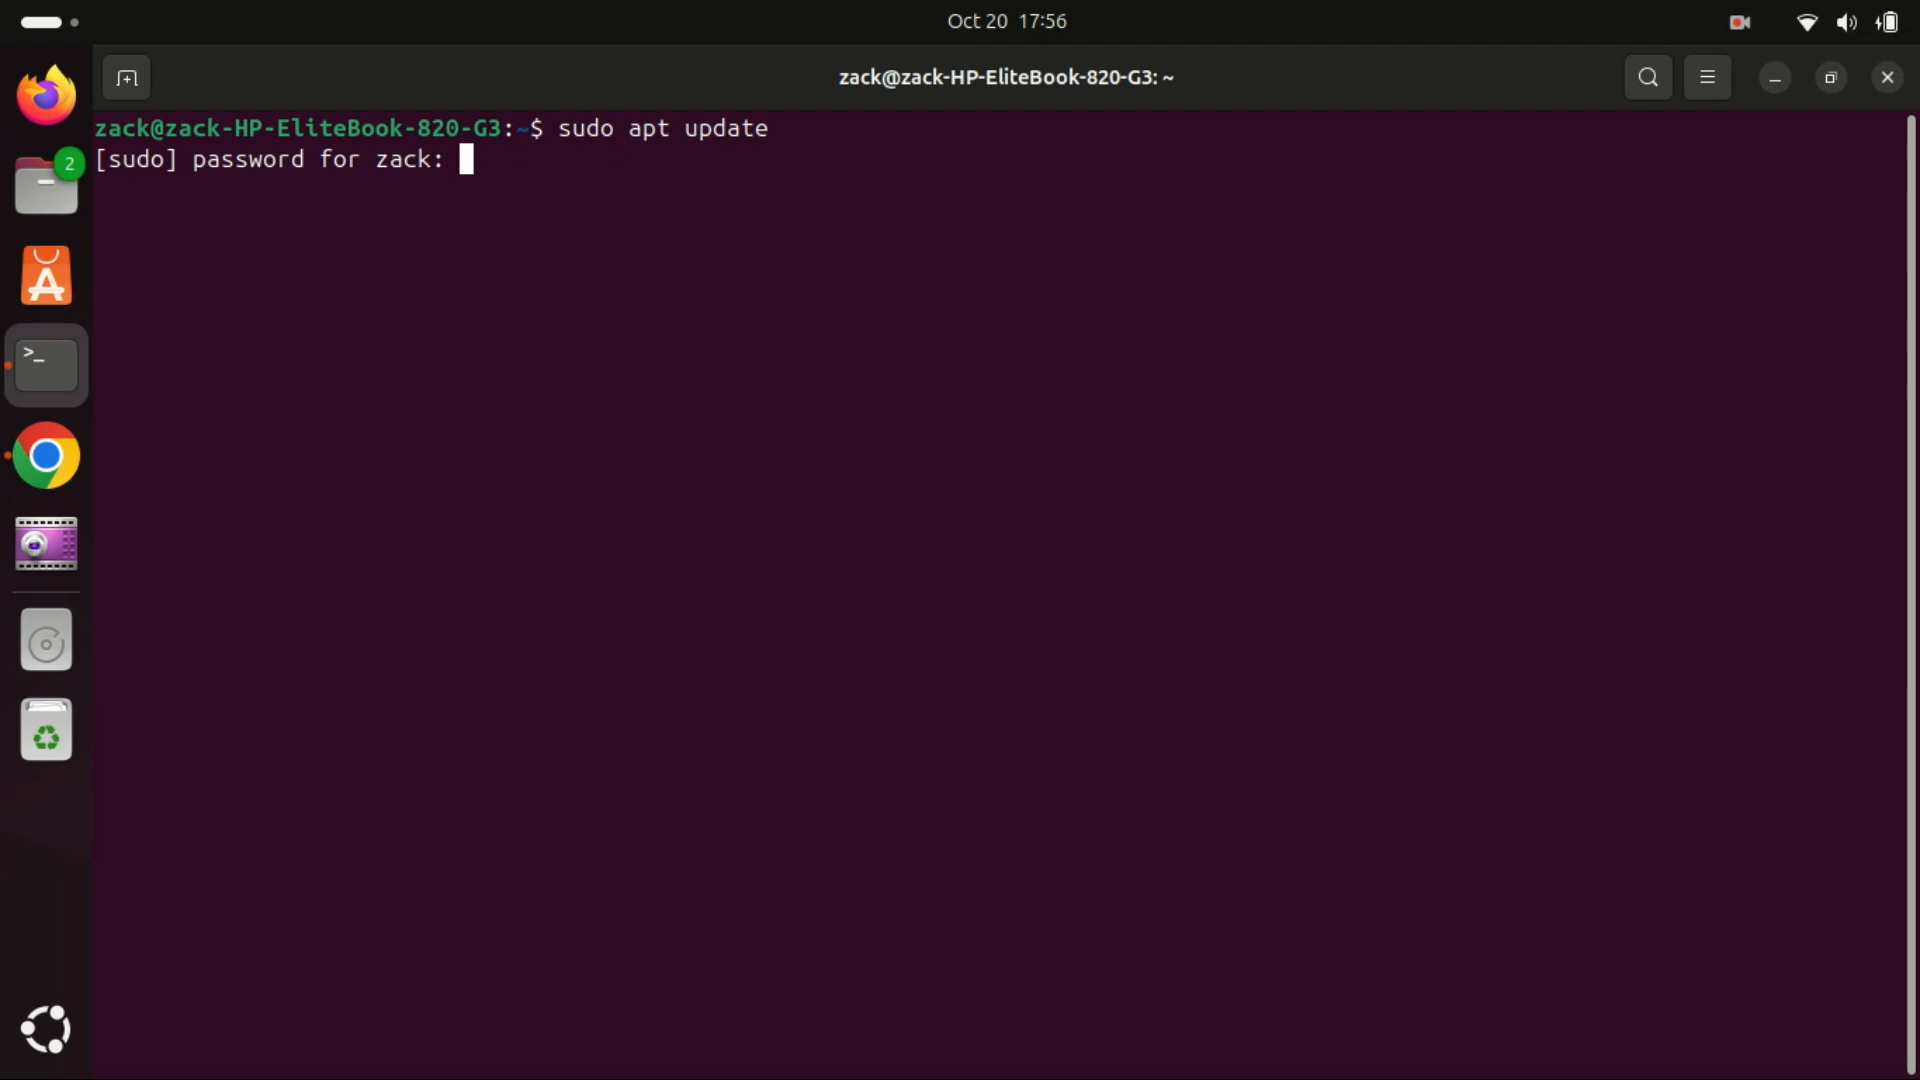 Oct 20 17:56
zack@zack-HP-EliteBook-820-G3: ~
zack@zack-HP-EliteBook-820-G3:~$ sudo apt update
[sudo] password for zack:
2
>_